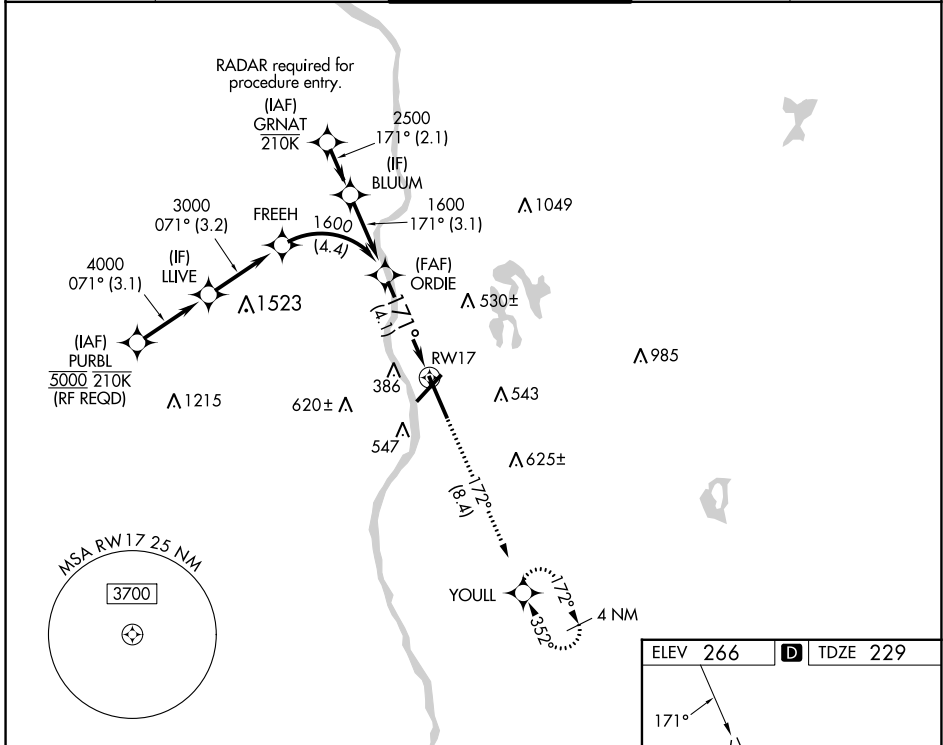 RADAR required for
procedure entry.
(IAF)
GRNAT
210K
2500
171° (2.1)
(IF)
BLUUM
1600
171° (3.1)
1049
3000
071° (3.2)
FREEH
1600
(4.4)
(IF)
LLIVE
4000
071° (3.1)
1523
(FAF)
ORDIE
530±
171°
(4.1)
(IAF)
PURBL
5000 210K
(RF REQD)
RW17
985
386
1215
620±
543
547
625±
172°
(8.4)
MSA RW17 25 NM
3700
YOULL
172°
352°
4 NM
ELEV 266 D TDZE 229
171°